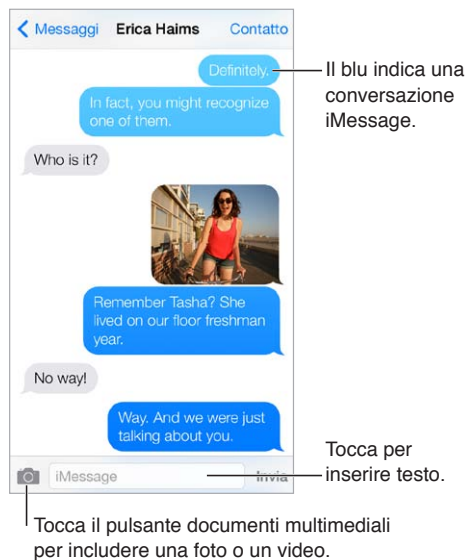 Messaggi Erica Haims Contatto
Definitely.
Il blu indica una
conversazione
iMessage.
In fact, you might recognize
one of them.
Who is it?
Remember Tasha? She
lived on our floor freshman
year.
No way!
Way. And we were just
talking about you.
iMessage Invia
Tocca per
inserire testo.
Tocca il pulsante documenti multimediali
per includere una foto o un video.